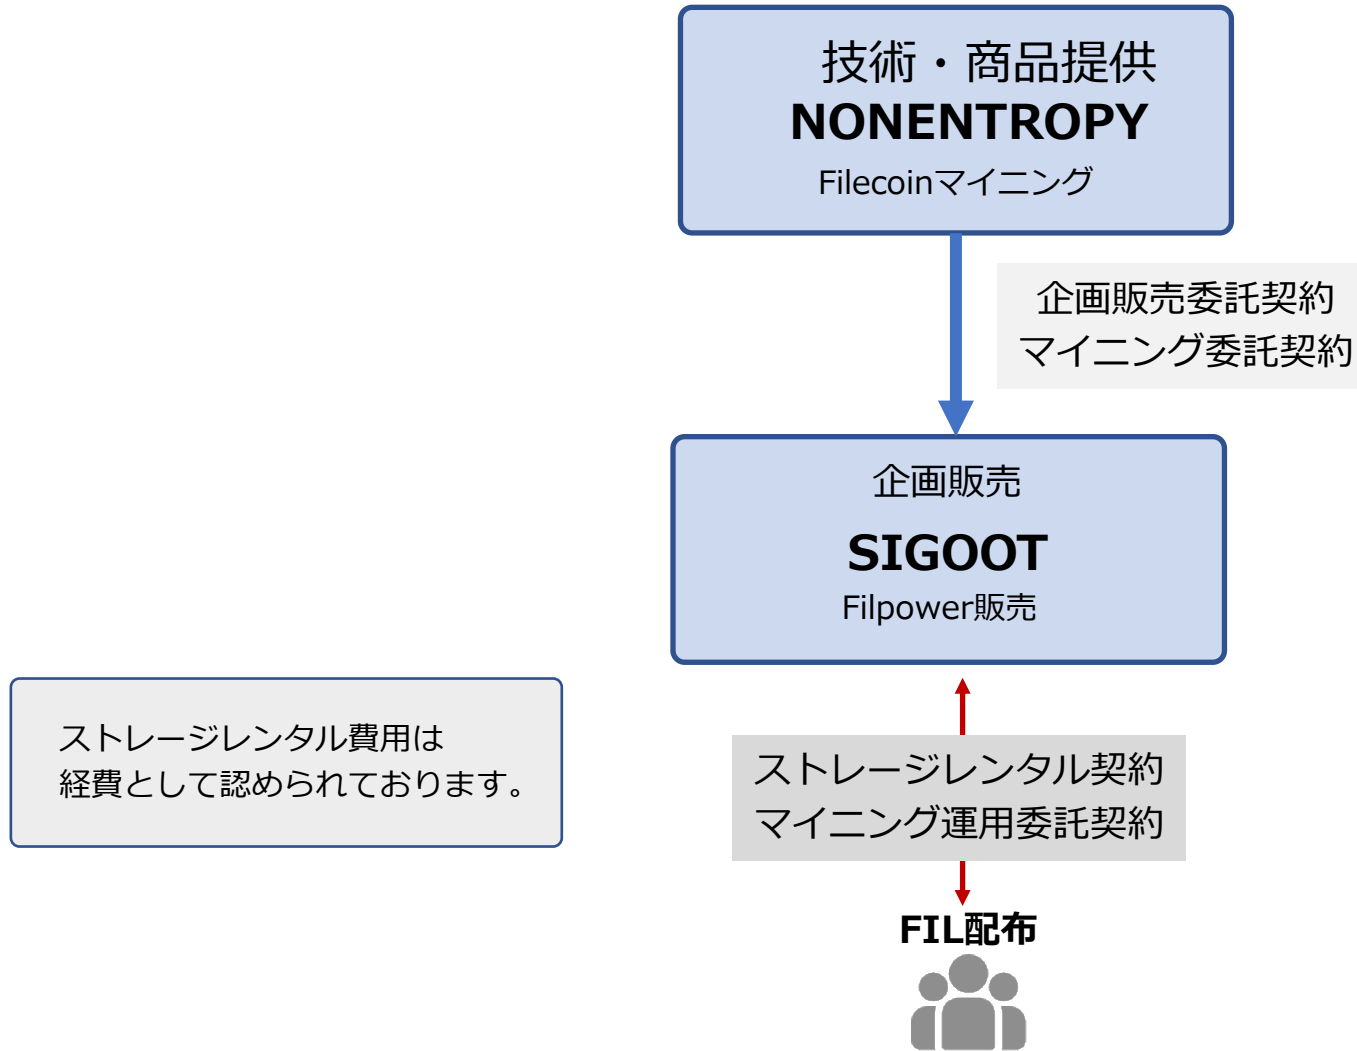 技術・商品提供
NONENTROPY
Filecoinマイニング
企画販売委託契約
マイニング委託契約
企画販売
SIGOOT
Filpower販売
ストレージレンタル費用は
経費として認められております。
ストレージレンタル契約
マイニング運用委託契約
FIL配布